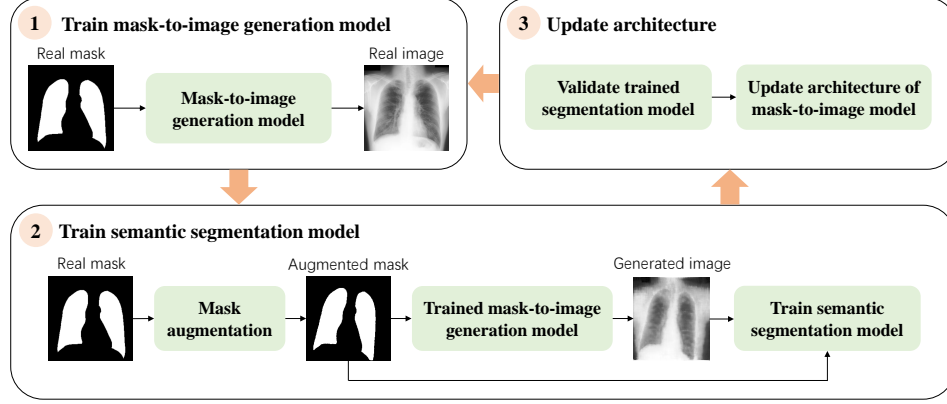 1 Train mask-to-image generation model
Real mask
Real image
Mask-to-image
generation model
3 Update architecture
Validate trained
segmentation model
Update architecture of
mask-to-image model
2 Train semantic segmentation model
Real mask
Mask
augmentation
Augmented mask
Trained mask-to-image
generation model
Generated image
Train semantic
segmentation model